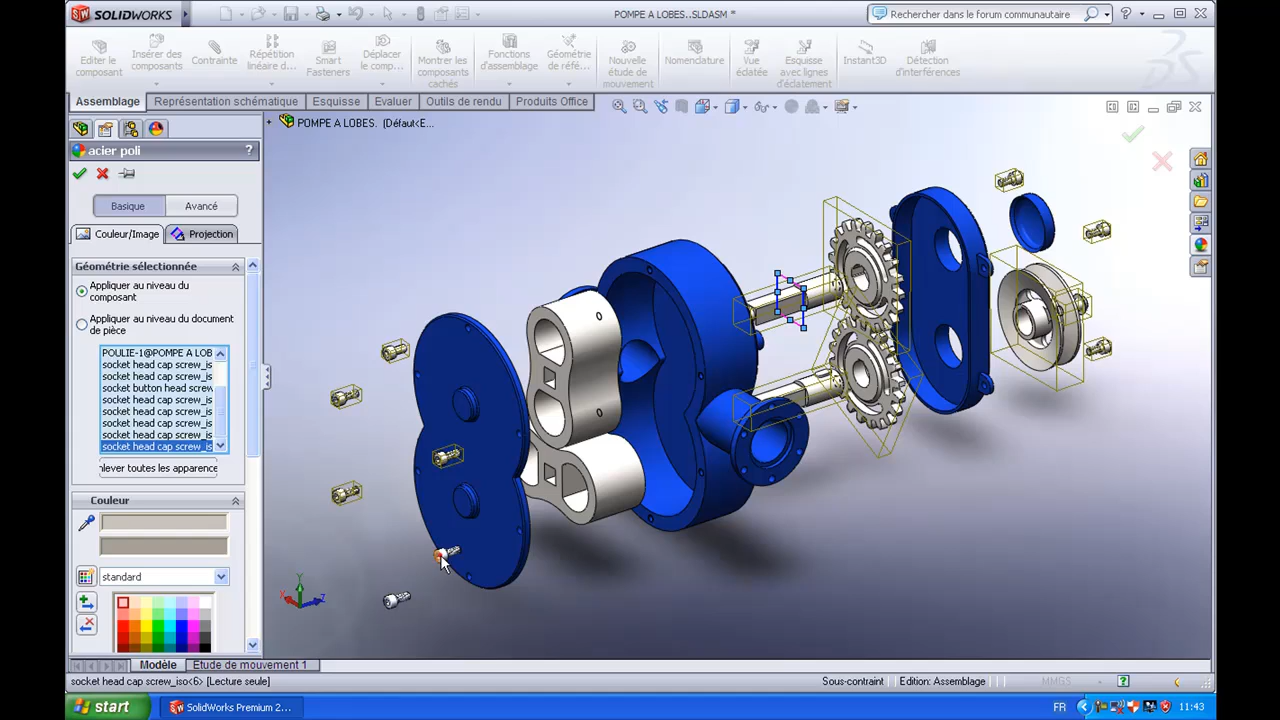 SOLIDWORKS
POMPE A LOBES..SLDASM *
Rechercher dans le forum communautaire
Editer le composant
Insérer des composants
Contrainte
Répétition linéaire d...
Smart Fasteners
Déplacer le comp...
Montrer les composants cachés
Fonctions d'assemblage
Géométrie de réfé...
Nouvelle étude de mouvement
Nomenclature
Vue éclatée
Esquisse avec lignes d'éclatement
Instant3D
Détection d'interférences
Assemblage
Représentation schématique
Esquisse
Evaluer
Outils de rendu
Produits Office
POMPE A LOBES. (Défaut<E...
acier poli
?
Basique
Avancé
Couleur/Image
Projection
Géométrie sélectionnée
Appliquer au niveau du
composant
Appliquer au niveau du document
de pièce
POULIE-1@POMPE A LOB
socket head cap screw_is
socket head cap screw_is
socket button head screw
socket head cap screw_is
socket head cap screw_is
socket head cap screw_is
socket head cap screw_is
socket head cap screw_is
nlever toutes les apparence
Couleur
standard
Y
X
Z
Modèle
Etude de mouvement 1
socket head cap screw_iso<6> [Lecture seule]
Sous-contraint
Edition: Assemblage
MMGS
start
SolidWorks Premium 2...
FR
11:43